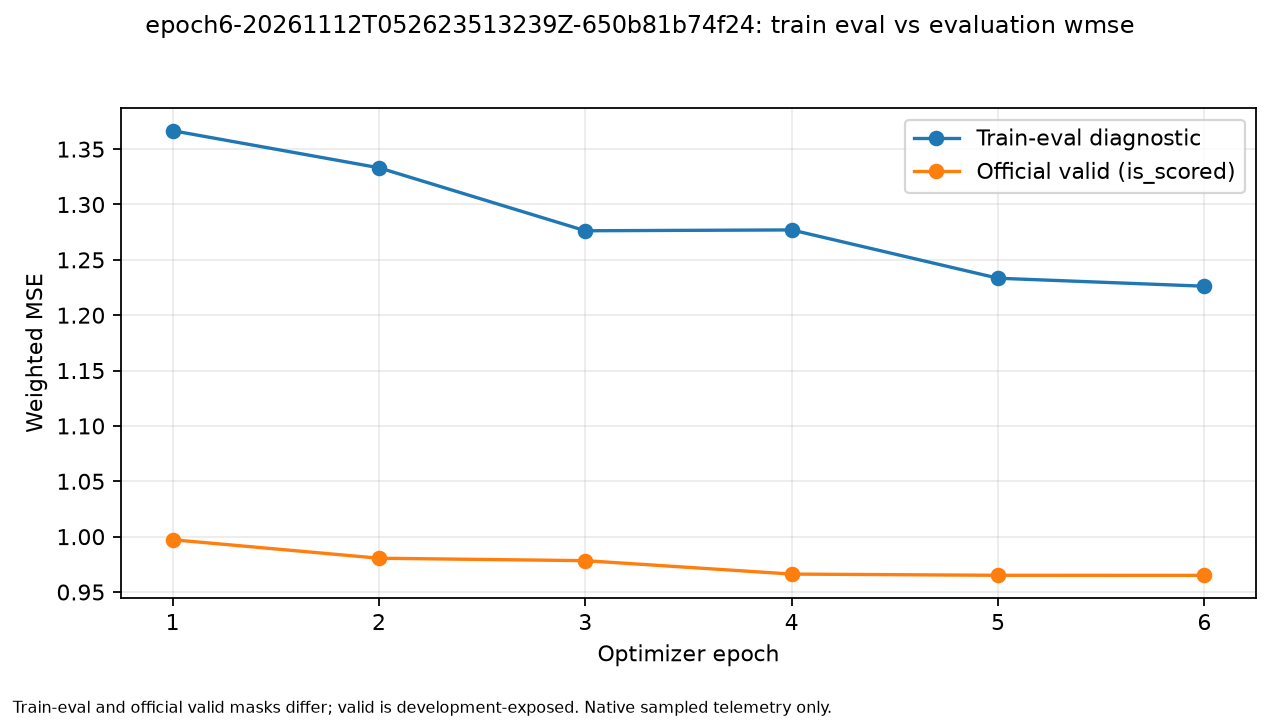 epoch6-20261112T052623513239Z-650b81b74f24: train eval vs evaluation wmse
Train-eval diagnostic
Official valid (is_scored)
Weighted MSE
1.35
1.30
1.25
1.20
1.15
1.10
1.05
1.00
0.95
1 2 3 4 5 6
Optimizer epoch
Train-eval and official valid masks differ; valid is development-exposed. Native sampled telemetry only.